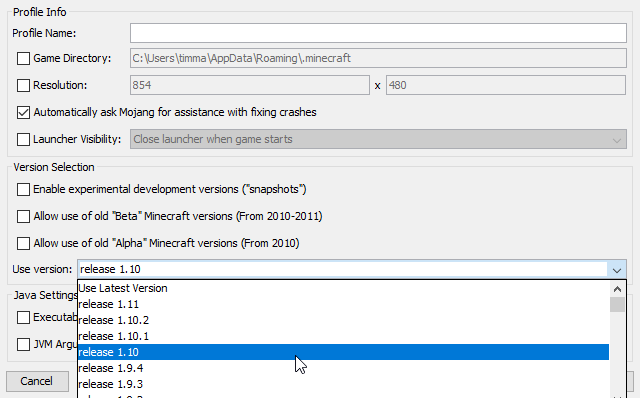 Profile Info
Profile Name:
Game Directory: C:\Users\timma\AppData\Roaming\.minecraft
Resolution: 854 x 480
Automatically ask Mojang for assistance with fixing crashes
Launcher Visibility: Close launcher when game starts
Version Selection
Enable experimental development versions ("snapshots")
Allow use of old "Beta" Minecraft versions (From 2010-2011)
Allow use of old "Alpha" Minecraft versions (From 2010)
Use version: release 1.10
Use Latest Version
Java Settings
release 1.11
Executab
release 1.10.2
release 1.10.1
JVM Argu
release 1.10
release 1.9.4
Cancel
release 1.9.3